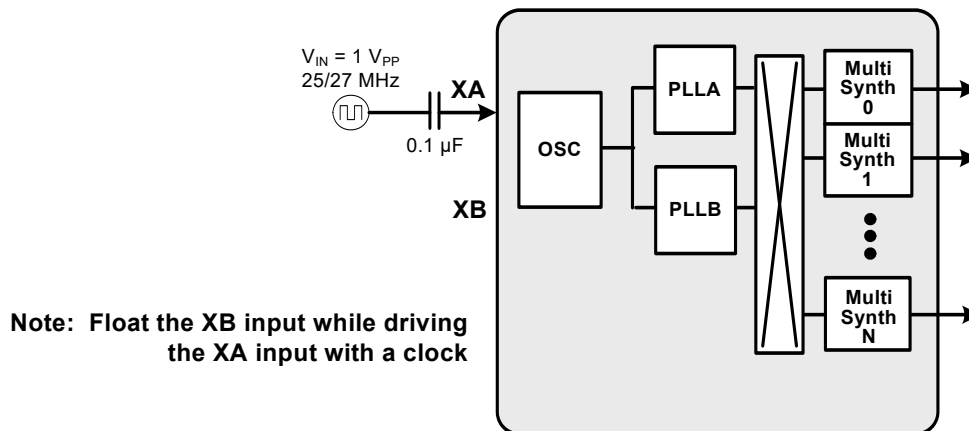 V_IN = 1 V_PP
25/27 MHz
XA
0.1 µF
XB
OSC
PLLA
PLLB
Multi
Synth
0
Multi
Synth
1
Multi
Synth
N
Note: Float the XB input while driving
the XA input with a clock